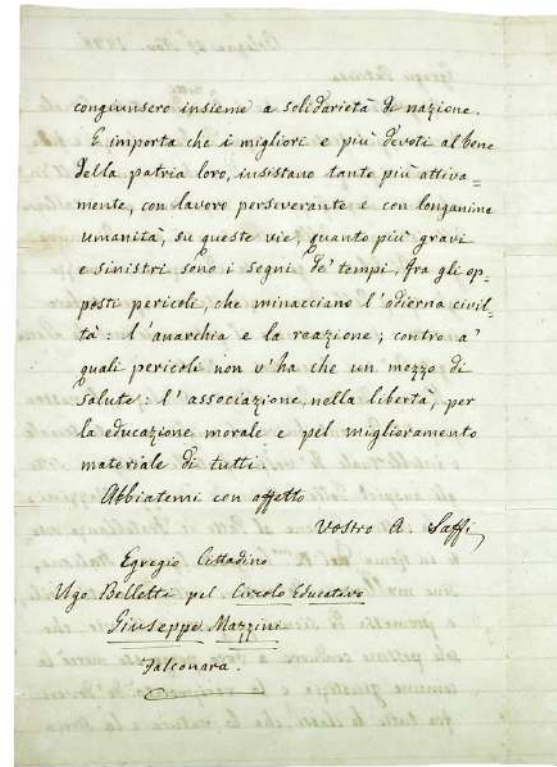 congiunsero insieme a solidarietà di nazione.
E importa che i migliori e più devoti al bene
della patria loro, insistano tanto più attiva=
mente, con lavoro perseverante e con longanime
umanità, su queste vie, quanto più gravi
e sinistri sono i segni de' tempi, fra gli op=
posti pericoli, che minacciano l'odierna civil=
tà: l'anarchia e la reazione; contro a'
quali pericoli non v'ha che un mezzo di
salute: l'associazione, nella libertà, per
la educazione morale e pel miglioramento
materiale di tutti.
Abbiatemi con affetto
vostro A. Saffi
Egregio Cittadino
Ugo Belletti pel Circolo Educativo
Giuseppe Mazzini
Falconara.